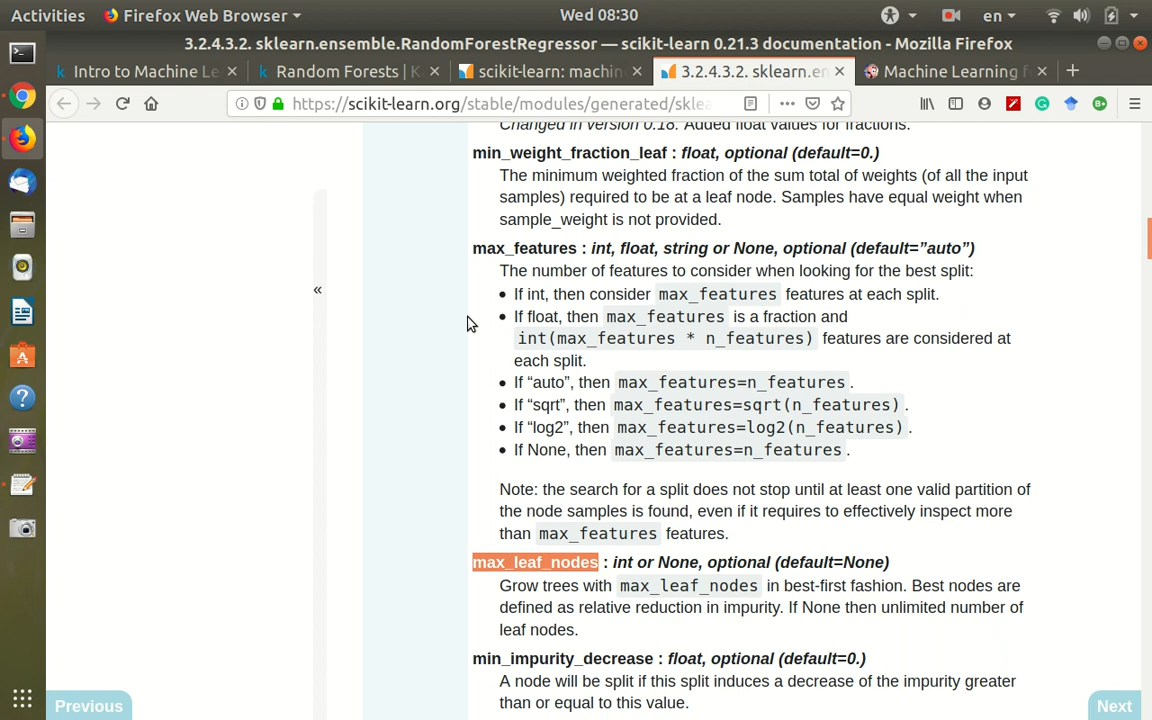 Activities Firefox Web Browser Wed 08:30 en
3.2.4.3.2. sklearn.ensemble.RandomForestRegressor — scikit-learn 0.21.3 documentation - Mozilla Firefox
Intro to Machine Le Random Forests | K scikit-learn: machin 3.2.4.3.2. sklearn.en Machine Learning f
https://scikit-learn.org/stable/modules/generated/skle
Changed in version 0.18: Added float values for fractions.
min_weight_fraction_leaf : float, optional (default=0.)
The minimum weighted fraction of the sum total of weights (of all the input
samples) required to be at a leaf node. Samples have equal weight when
sample_weight is not provided.
max_features : int, float, string or None, optional (default=”auto”)
The number of features to consider when looking for the best split:
«
• If int, then consider max_features features at each split.
• If float, then max_features is a fraction and
int(max_features * n_features) features are considered at
each split.
• If “auto”, then max_features=n_features.
• If “sqrt”, then max_features=sqrt(n_features).
• If “log2”, then max_features=log2(n_features).
• If None, then max_features=n_features.
Note: the search for a split does not stop until at least one valid partition of
the node samples is found, even if it requires to effectively inspect more
than max_features features.
max_leaf_nodes : int or None, optional (default=None)
Grow trees with max_leaf_nodes in best-first fashion. Best nodes are
defined as relative reduction in impurity. If None then unlimited number of
leaf nodes.
min_impurity_decrease : float, optional (default=0.)
A node will be split if this split induces a decrease of the impurity greater
than or equal to this value.
Previous Next